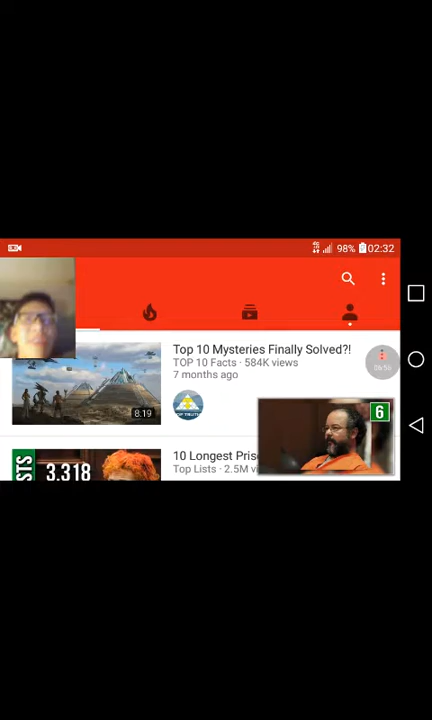 98% 02:32
Top 10 Mysteries Finally Solved?!
TOP 10 Facts · 584K views
7 months ago
8:19
6
10 Longest Pris
Top Lists · 2.5M vi
STS
3,318